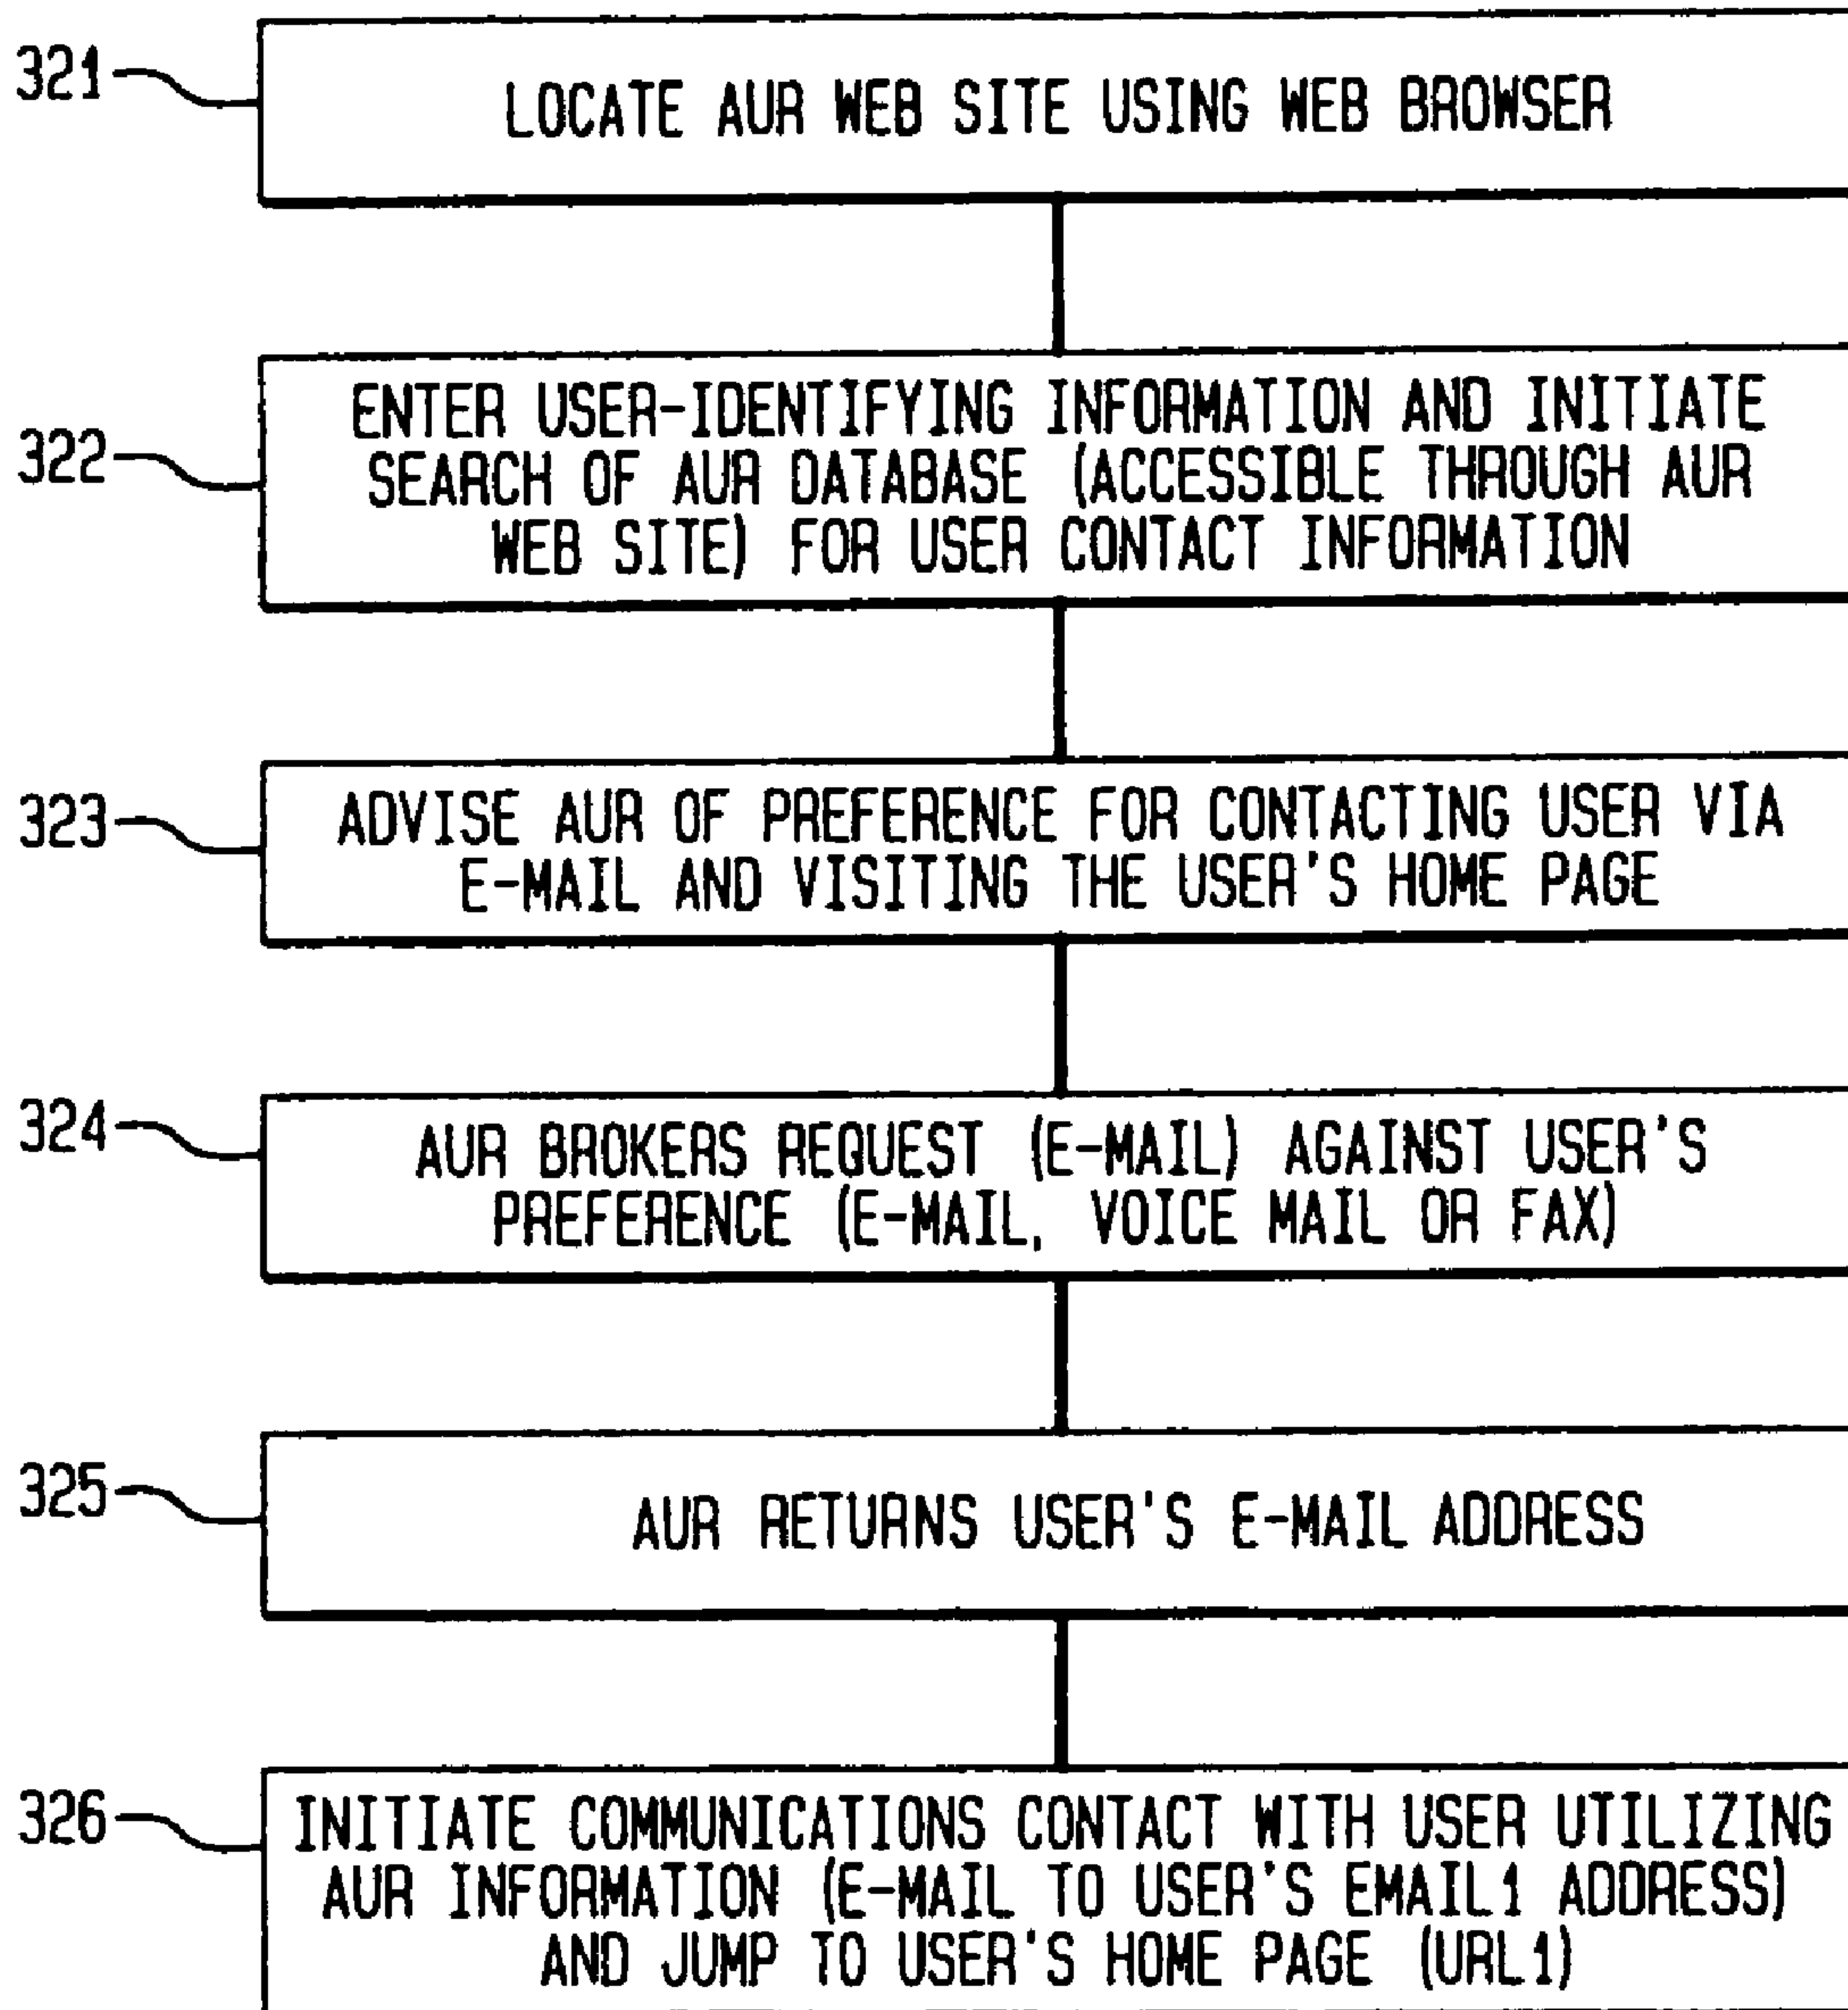 321
LOCATE AUR WEB SITE USING WEB BROWSER
322
ENTER USER-IDENTIFYING INFORMATION AND INITIATE
SEARCH OF AUR DATABASE (ACCESSIBLE THROUGH AUR
WEB SITE) FOR USER CONTACT INFORMATION
323
ADVISE AUR OF PREFERENCE FOR CONTACTING USER VIA
E-MAIL AND VISITING THE USER'S HOME PAGE
324
AUR BROKERS REQUEST (E-MAIL) AGAINST USER'S
PREFERENCE (E-MAIL, VOICE MAIL OR FAX)
325
AUR RETURNS USER'S E-MAIL ADDRESS
326
INITIATE COMMUNICATIONS CONTACT WITH USER UTILIZING
AUR INFORMATION (E-MAIL TO USER'S EMAIL1 ADDRESS)
AND JUMP TO USER'S HOME PAGE (URL1)